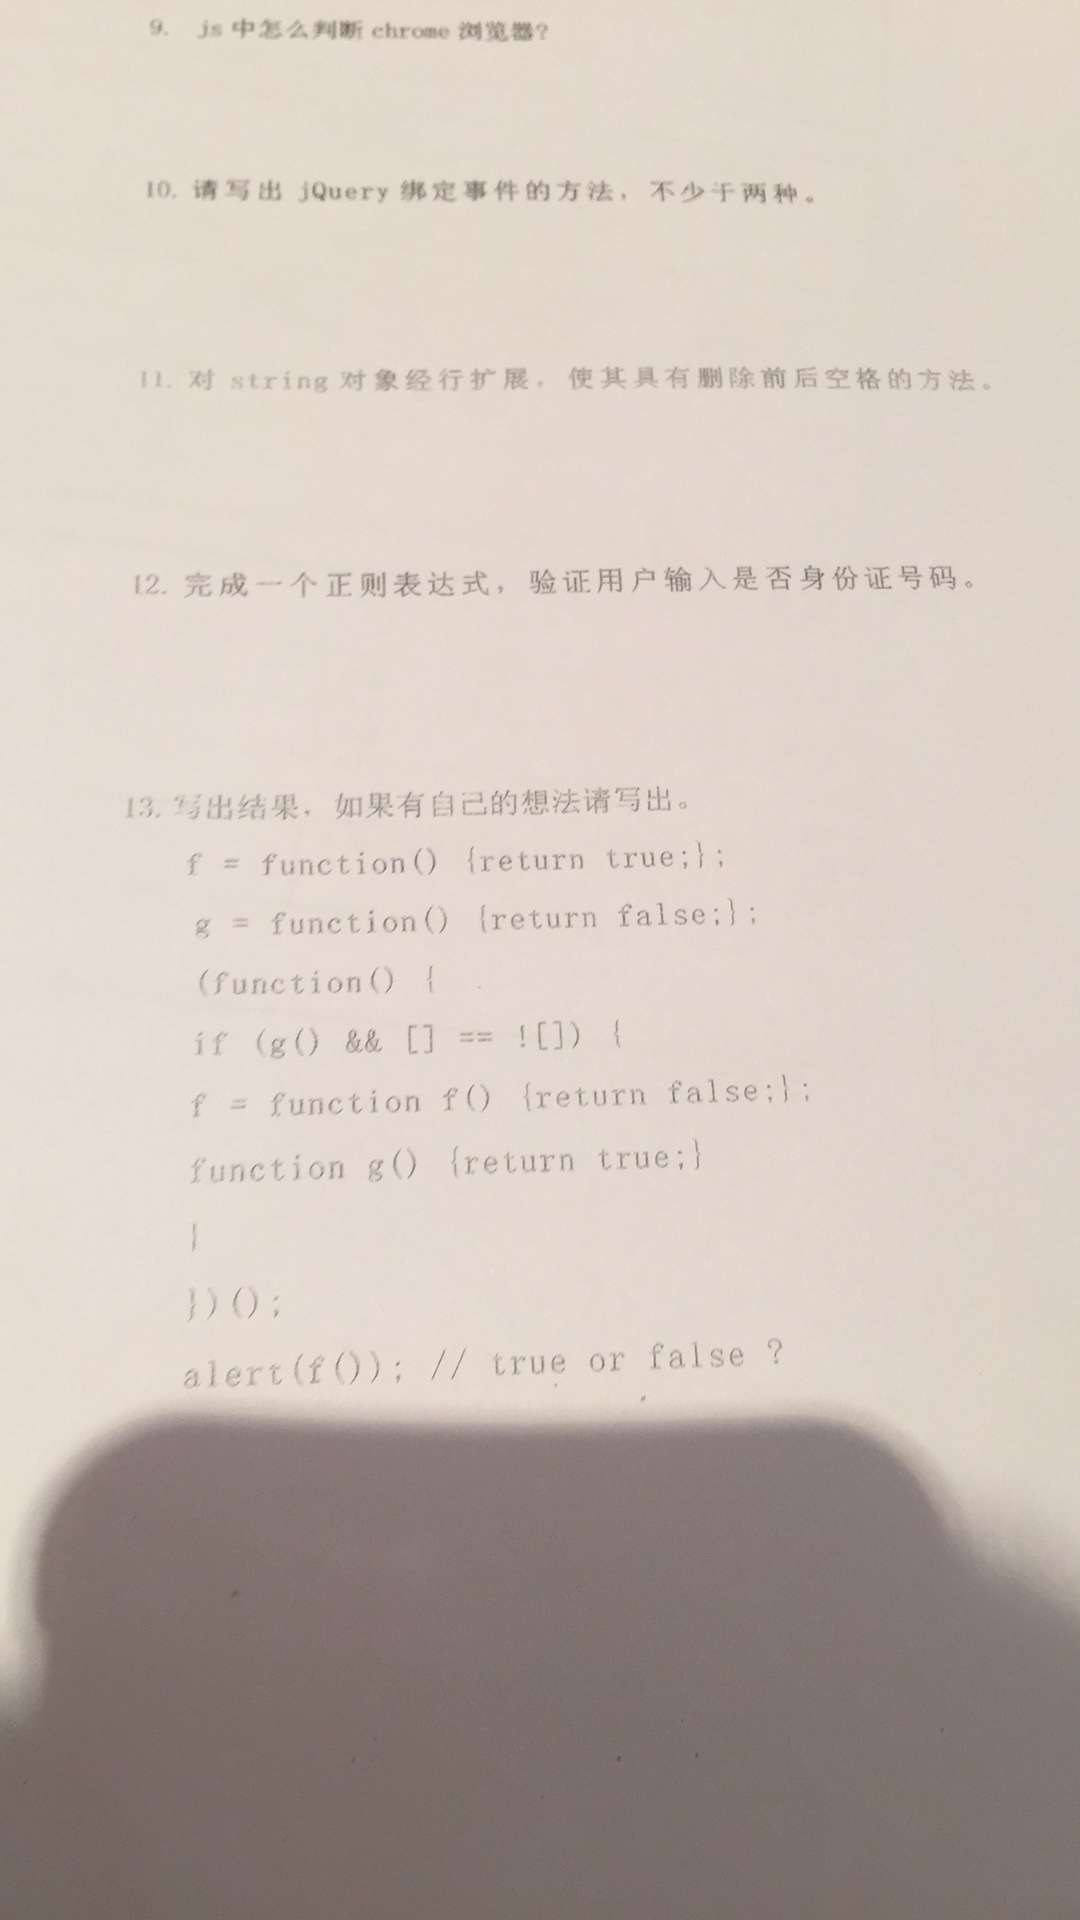 9. js 中怎么判断 chrome 浏览器?
10. 请写出 jQuery 绑定事件的方法，不少于两种。
11. 对 string 对象经行扩展，使其具有删除前后空格的方法。
12. 完成一个正则表达式，验证用户输入是否身份证号码。
13. 写出结果，如果有自己的想法请写出。
f = function() {return true;};
g = function() {return false;};
(function() {
if (g() && [] == ![]) {
f = function f() {return false;};
function g() {return true;}
}
})();
alert(f()); // true or false ?